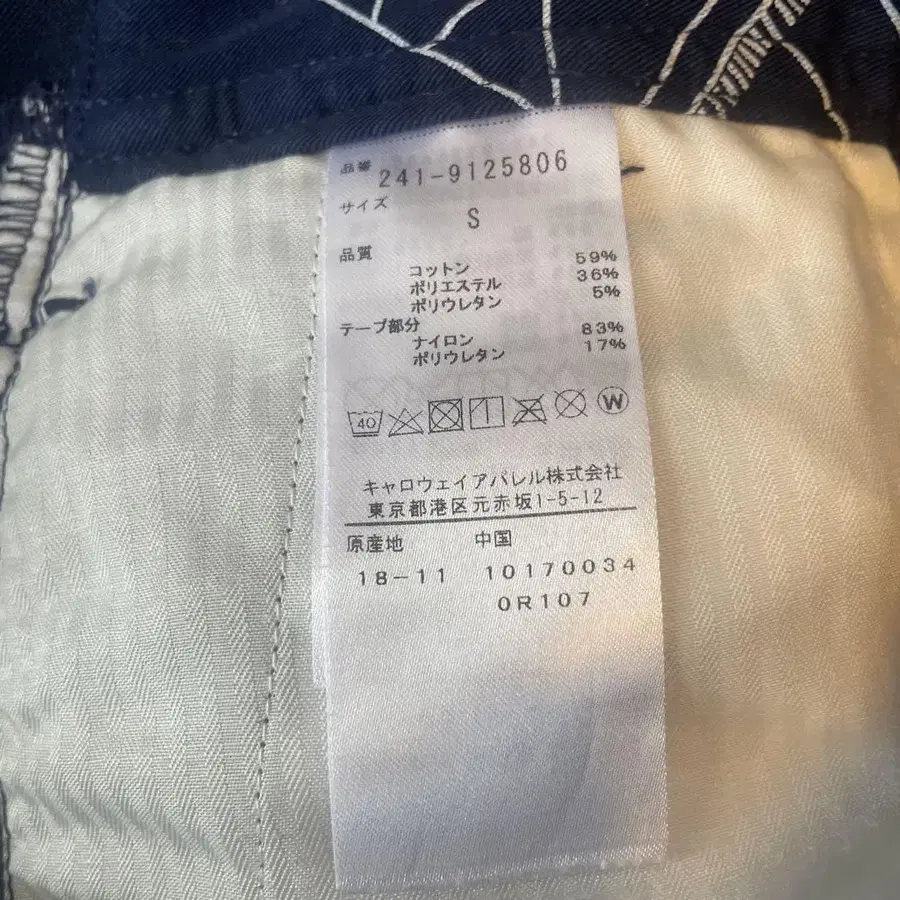 品番 241-9125806
サイズ S
品質
コットン 59%
ポリエステル 36%
ポリウレタン 5%
テープ部分
ナイロン 83%
ポリウレタン 17%
40 W
キャロウェイアパレル株式会社
東京都港区元赤坂1-5-12
原産地 中国
18-11 10170034
0R107